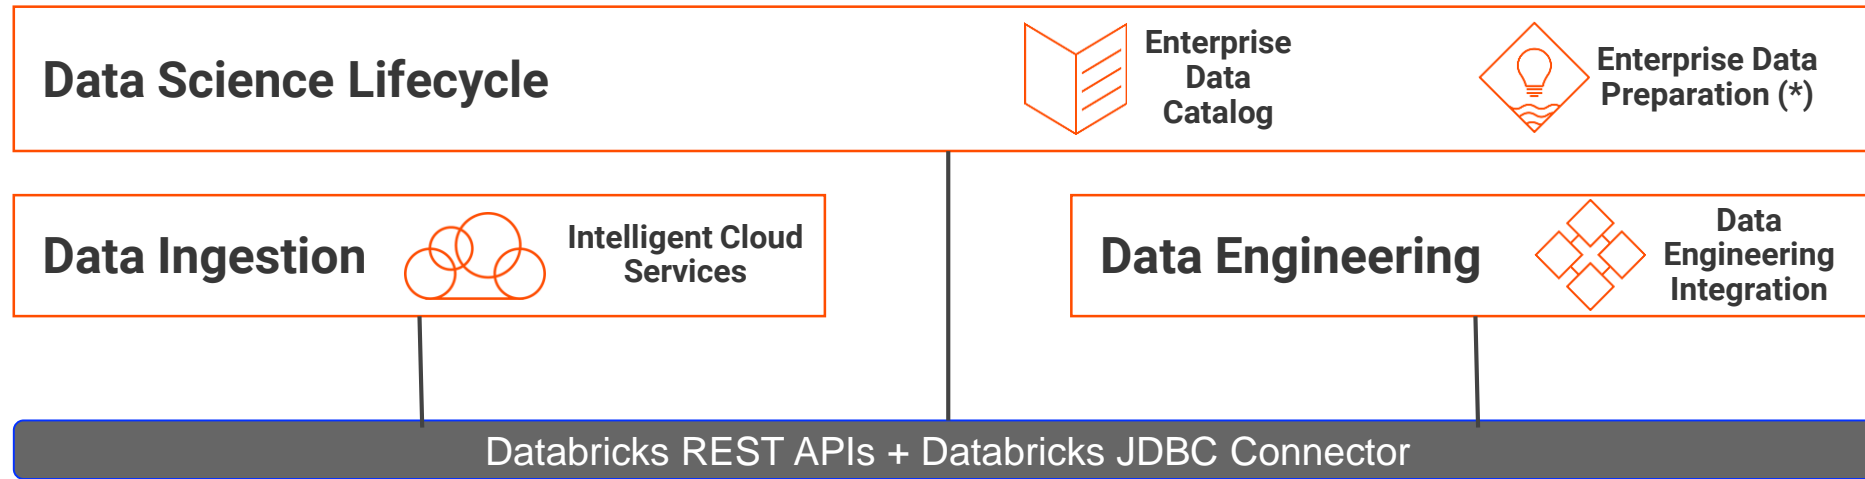 Data Science Lifecycle
Enterprise
Data
Catalog
Enterprise Data
Preparation (*)
Data Ingestion
Intelligent Cloud
Services
Data Engineering
Data
Engineering
Integration
Databricks REST APIs + Databricks JDBC Connector